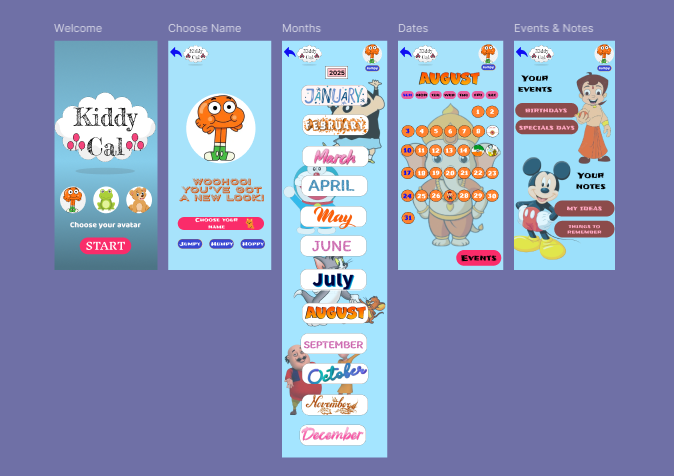 Welcome
Kiddy
Cal
Choose your avatar
START
Choose Name
Kiddy
Cal
WOOHOO!
YOU'VE GOT
A NEW LOOK!
CHOOSE YOUR
NAME
JUMPY
HUMPY
HOPPY
Months
Kiddy
Cal
JUMPY
2025
JANUARY
FEBRUARY
March
APRIL
May
JUNE
July
AUGUST
SEPTEMBER
October
November
December
Dates
Kiddy
Cal
JUMPY
AUGUST
SUN MON TUE WED THU FRI SAT
1 2
3 4 5 6 7 8
10 11 12 13 14
17 18 19 20 21 22 23
24 25 26 28 29 30
31
EVENTS
Events & Notes
Kiddy
Cal
JUMPY
YOUR
EVENTS
BIRTHDAYS
SPECIALS DAYS
YOUR
NOTES
MY IDEAS
THINGS TO
REMEMBER